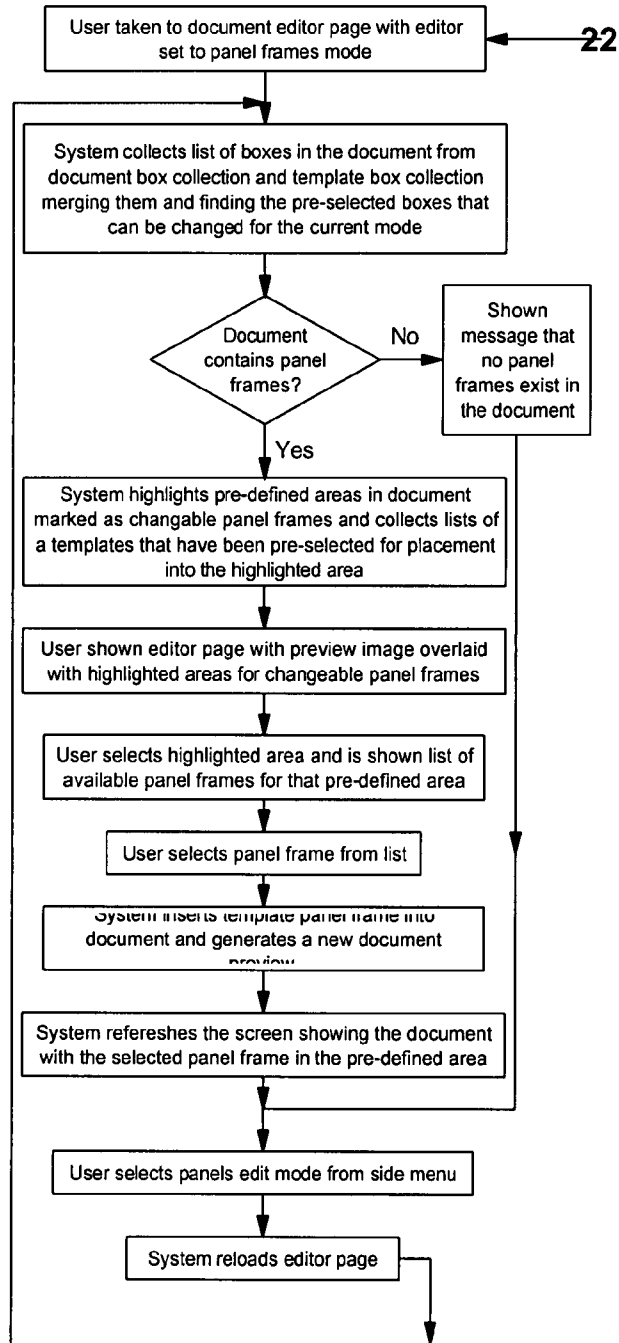 User taken to document editor page with editor
set to panel frames mode
22
System collects list of boxes in the document from
document box collection and template box collection
merging them and finding the pre-selected boxes that
can be changed for the current mode
Document
contains panel
frames?
No
Shown
message that
no panel
frames exist in
the document
Yes
System highlights pre-defined areas in document
marked as changable panel frames and collects lists of
a templates that have been pre-selected for placement
into the highlighted area
User shown editor page with preview image overlaid
with highlighted areas for changeable panel frames
User selects highlighted area and is shown list of
available panel frames for that pre-defined area
User selects panel frame from list
System inserts template panel frame into
document and generates a new document
preview
System refereshes the screen showing the document
with the selected panel frame in the pre-defined area
User selects panels edit mode from side menu
System reloads editor page